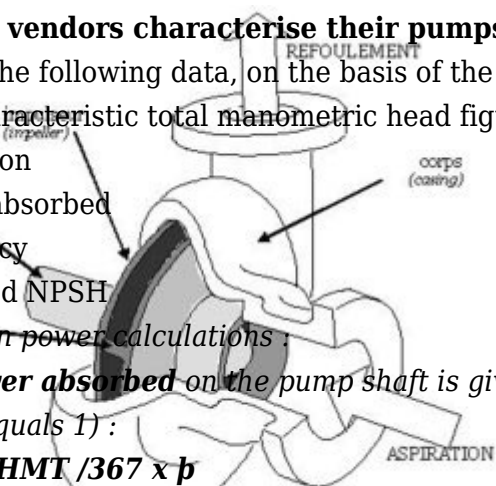 vendors characterise their pumps
REFOULEMENT
he following data, on the basis of the
racteristic total manometric head figu
(impeller)
on
corps
(casing)
absorbed
cy
d NPSH
n power calculations :
er absorbed on the pump shaft is giv
quals 1) :
ASPIRATION
HMT /367 x þ